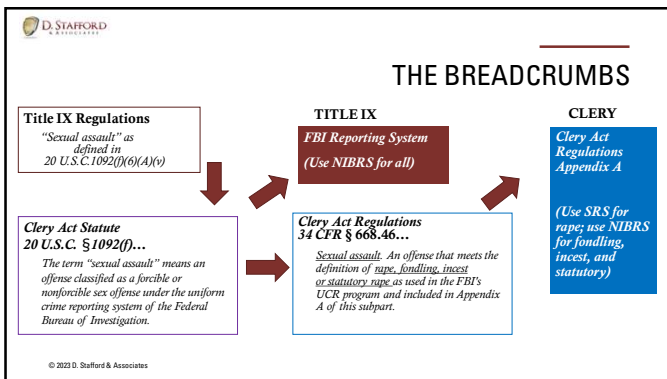 D. STAFFORD
& ASSOCIATES
THE BREADCRUMBS
Title IX Regulations
"Sexual assault" as
defined in
20 U.S.C.1092(f)(6)(A)(v)
TITLE IX
FBI Reporting System
(Use NIBRS for all)
CLERY
Clery Act
Regulations
Appendix A
(Use SRS for
rape; use NIBRS
for fondling,
incest, and
statutory)
Clery Act Statute
20 U.S.C. §1092(f)…
The term "sexual assault" means an
offense classified as a forcible or
nonforcible sex offense under the uniform
crime reporting system of the Federal
Bureau of Investigation.
Clery Act Regulations
34 CFR § 668.46…
Sexual assault. An offense that meets the
definition of rape, fondling, incest
or statutory rape as used in the FBI's
UCR program and included in Appendix
A of this subpart.
© 2023 D. Stafford & Associates